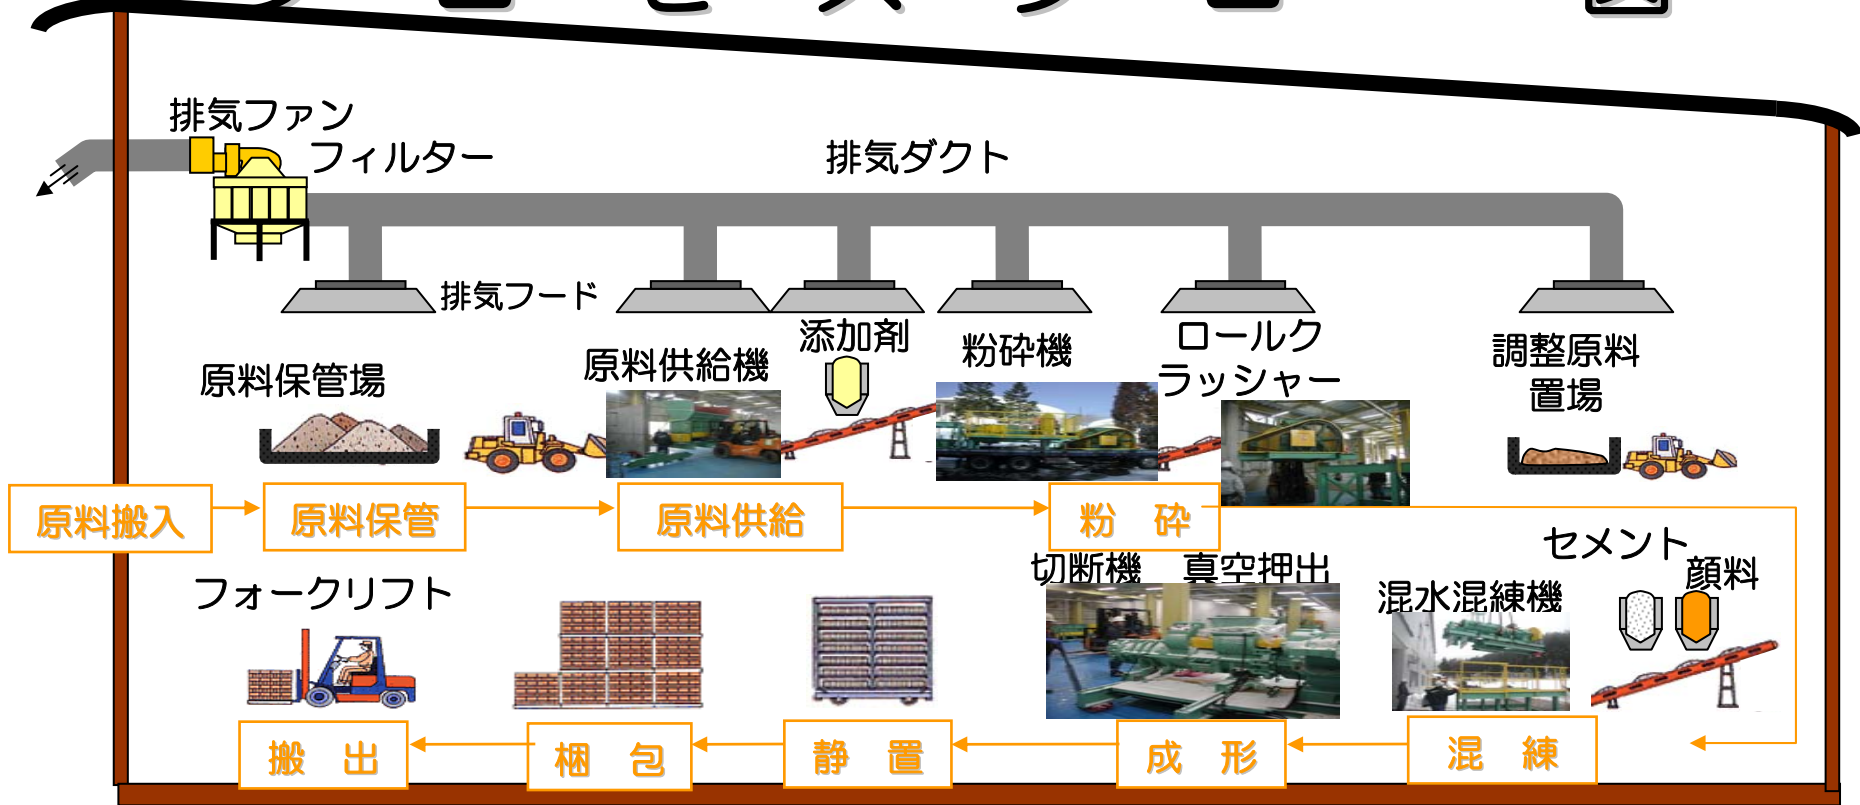 排気ファン
フィルター
排気ダクト
排気フード
添加剤
粉砕機
ロールク
ラッシャー
原料供給機
原料保管場
調整原料
置場
原料搬入
原料保管
原料供給
粉 砕
セメント
顔料
切断機
真空押出
混水混練機
フォークリフト
搬 出
梱 包
静 置
成 形
混 練